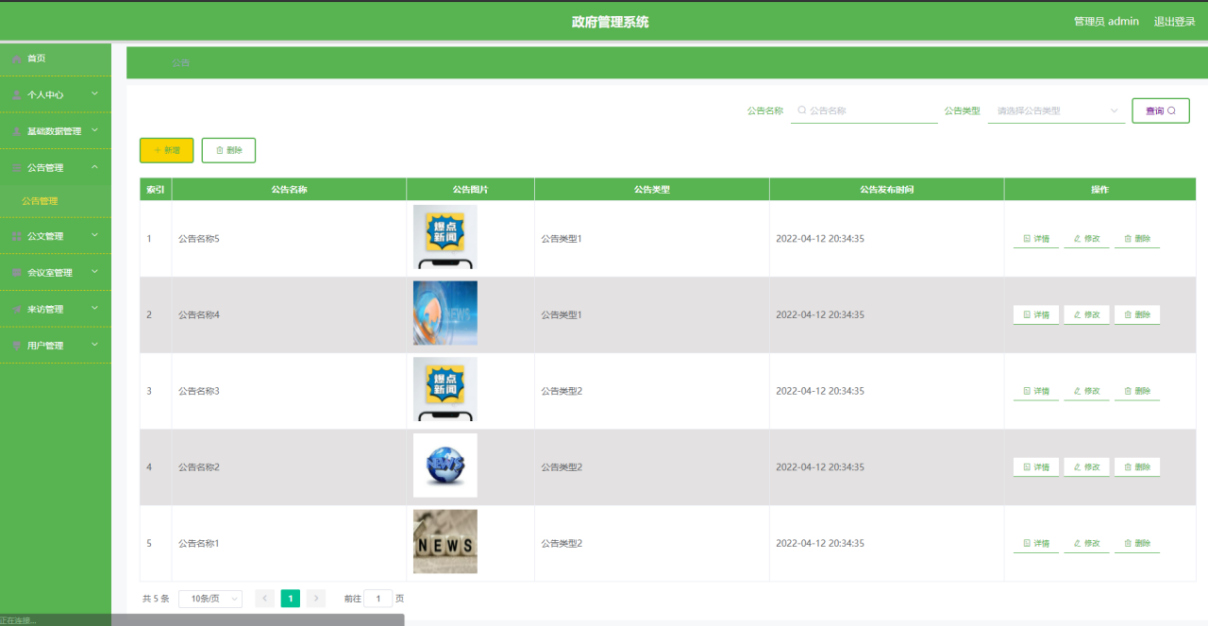 政府管理系统
管理员 admin 退出登录
首页
个人中心
基础数据管理
公告管理
公告管理
公文管理
会议室管理
来访管理
用户管理
公告
公告名称 公告名称 公告类型 请选择公告类型 查询
+ 新增 删除
索引 公告名称 公告图片 公告类型 公告发布时间 操作
1 公告名称5 爆点新闻 公告类型1 2022-04-12 20:34:35 详情 修改 删除
2 公告名称4 NEWS 公告类型1 2022-04-12 20:34:35 详情 修改 删除
3 公告名称3 爆点新闻 公告类型2 2022-04-12 20:34:35 详情 修改 删除
4 公告名称2 NEWS 公告类型2 2022-04-12 20:34:35 详情 修改 删除
5 公告名称1 NEWS 公告类型2 2022-04-12 20:34:35 详情 修改 删除
共 5 条 10条/页 < 1 > 前往 1 页
正在连接...